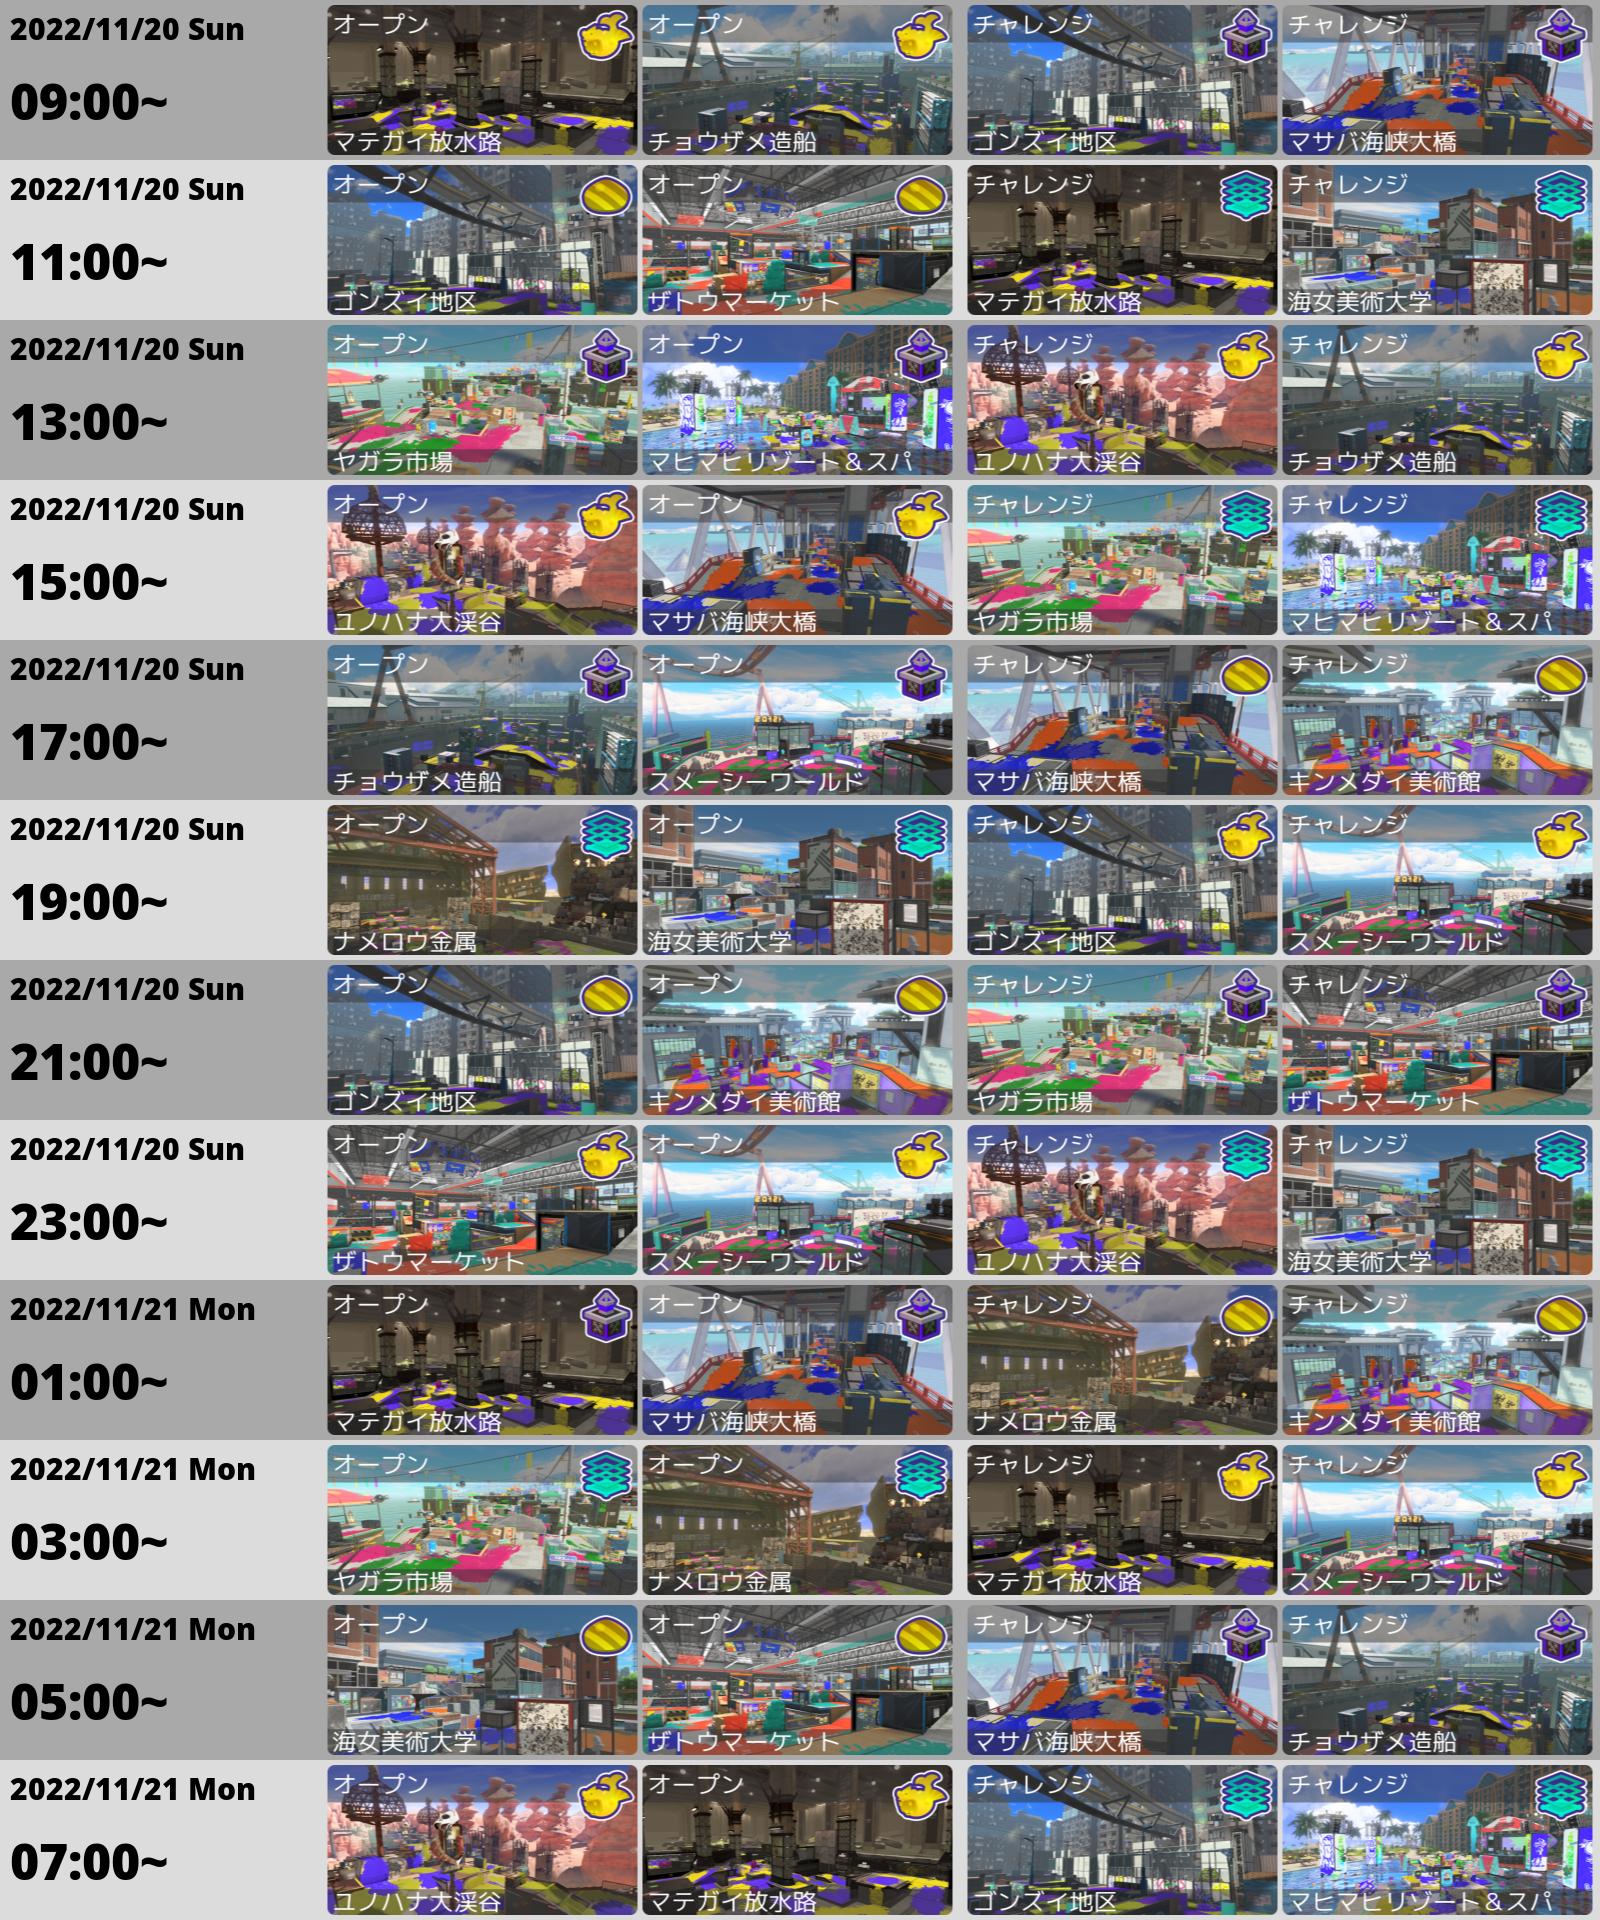 2022/11/20 Sun
09:00~
オープン
マテガイ放水路
オープン
チョウザメ造船
チャレンジ
ゴンズイ地区
チャレンジ
マサバ海峡大橋
2022/11/20 Sun
11:00~
オープン
ゴンズイ地区
オープン
ザトウマーケット
チャレンジ
マテガイ放水路
チャレンジ
海女美術大学
2022/11/20 Sun
13:00~
オープン
ヤガラ市場
オープン
マヒマヒリゾート＆スパ
チャレンジ
ユノハナ大渓谷
チャレンジ
チョウザメ造船
2022/11/20 Sun
15:00~
オープン
ユノハナ大渓谷
オープン
マサバ海峡大橋
チャレンジ
ヤガラ市場
チャレンジ
マヒマヒリゾート＆スパ
2022/11/20 Sun
17:00~
オープン
チョウザメ造船
オープン
スメーシーワールド
チャレンジ
マサバ海峡大橋
チャレンジ
キンメダイ美術館
2022/11/20 Sun
19:00~
オープン
ナメロウ金属
オープン
海女美術大学
チャレンジ
ゴンズイ地区
チャレンジ
スメーシーワールド
2022/11/20 Sun
21:00~
オープン
ゴンズイ地区
オープン
キンメダイ美術館
チャレンジ
ヤガラ市場
チャレンジ
ザトウマーケット
2022/11/20 Sun
23:00~
オープン
ザトウマーケット
オープン
スメーシーワールド
チャレンジ
ユノハナ大渓谷
チャレンジ
海女美術大学
2022/11/21 Mon
01:00~
オープン
マテガイ放水路
オープン
マサバ海峡大橋
チャレンジ
ナメロウ金属
チャレンジ
キンメダイ美術館
2022/11/21 Mon
03:00~
オープン
ヤガラ市場
オープン
ナメロウ金属
チャレンジ
マテガイ放水路
チャレンジ
スメーシーワールド
2022/11/21 Mon
05:00~
オープン
海女美術大学
オープン
ザトウマーケット
チャレンジ
マサバ海峡大橋
チャレンジ
チョウザメ造船
2022/11/21 Mon
07:00~
オープン
ユノハナ大渓谷
オープン
マテガイ放水路
チャレンジ
ゴンズイ地区
チャレンジ
マヒマヒリゾート＆スパ